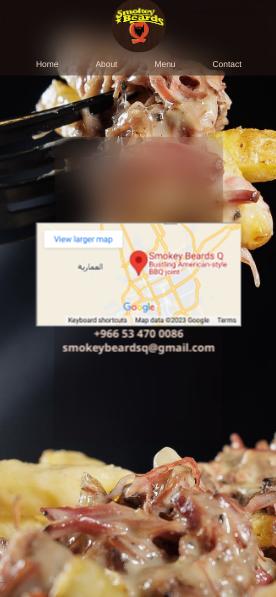 Smokey
Beards
Home
About
Menu
Contact
View larger map
Smokey Beards Q
Bustling American-style
BBQ joint
العمارية
Google
Keyboard shortcuts
Map data ©2023 Google
Terms
+966 53 470 0086
smokeybeardsq@gmail.com